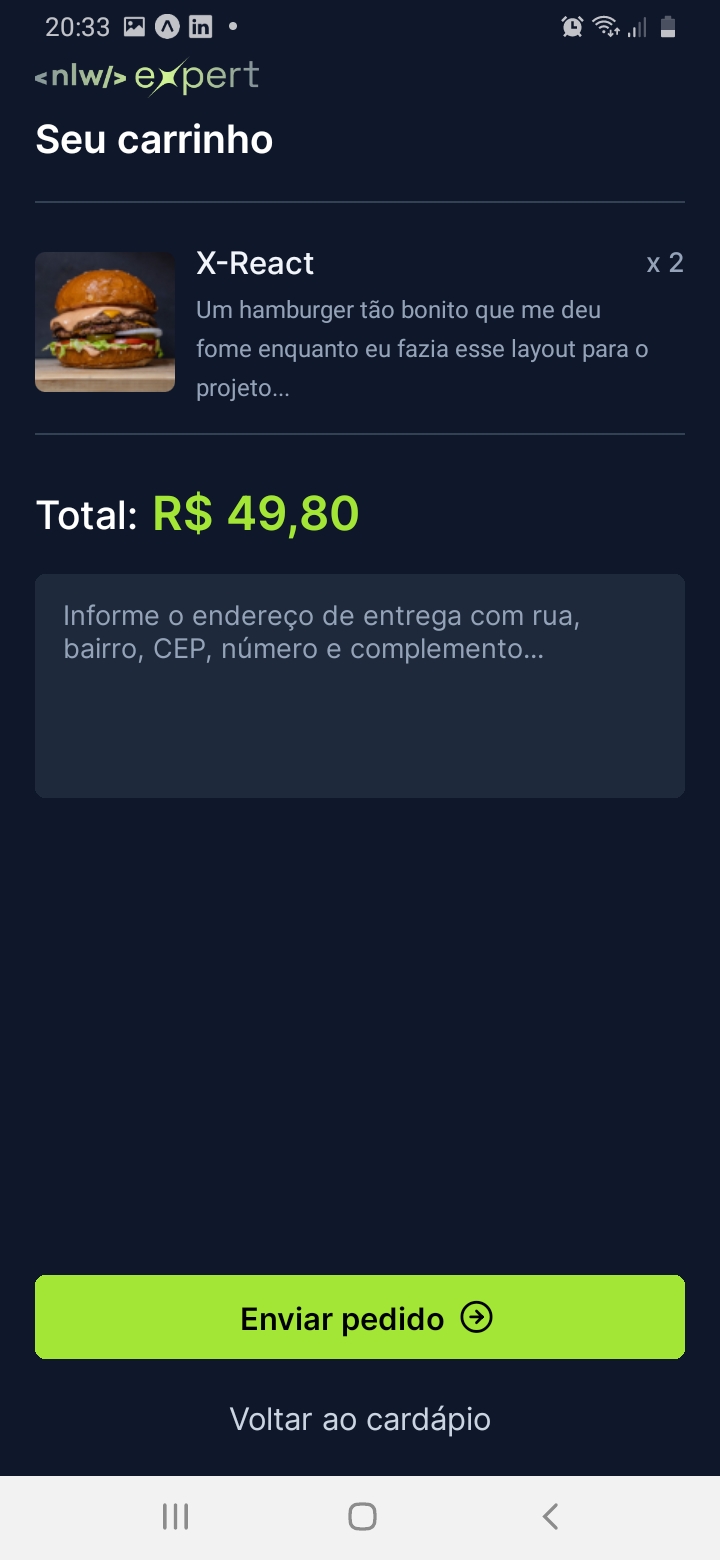 20:33
<nlw/> expert
Seu carrinho
X-React
x 2
Um hamburger tão bonito que me deu
fome enquanto eu fazia esse layout para o
projeto...
Total: R$ 49,80
Informe o endereço de entrega com rua,
bairro, CEP, número e complemento...
Enviar pedido
Voltar ao cardápio